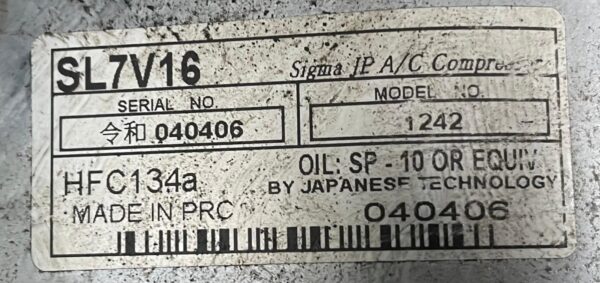 SL7V16
Sigma JP A/C Compressor
SERIAL NO.
MODEL NO.
令和 040406
1242
HFC134a
OIL: SP - 10 OR EQUIV
BY JAPANESE TECHNOLOGY
MADE IN PRC
040406